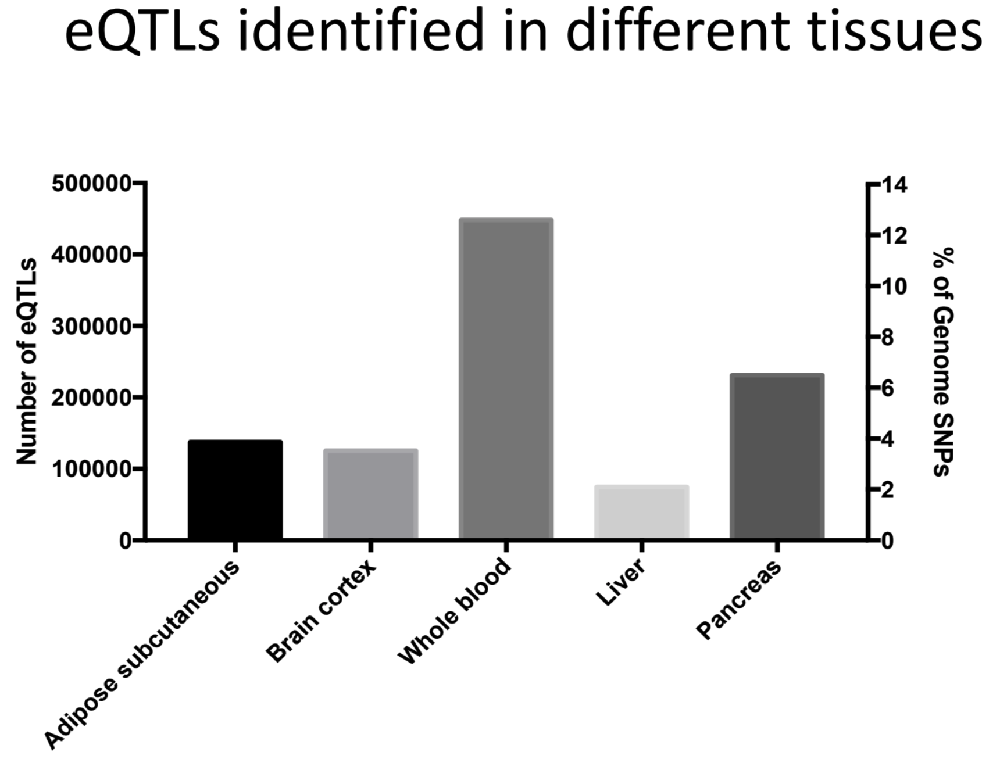 eQTLs identified in different tissues
500000
400000
300000
200000
100000
0
Number of eQTLs
14
12
10
8
6
4
2
0
% of Genome SNPs
Adipose subcutaneous
Brain cortex
Whole blood
Liver
Pancreas